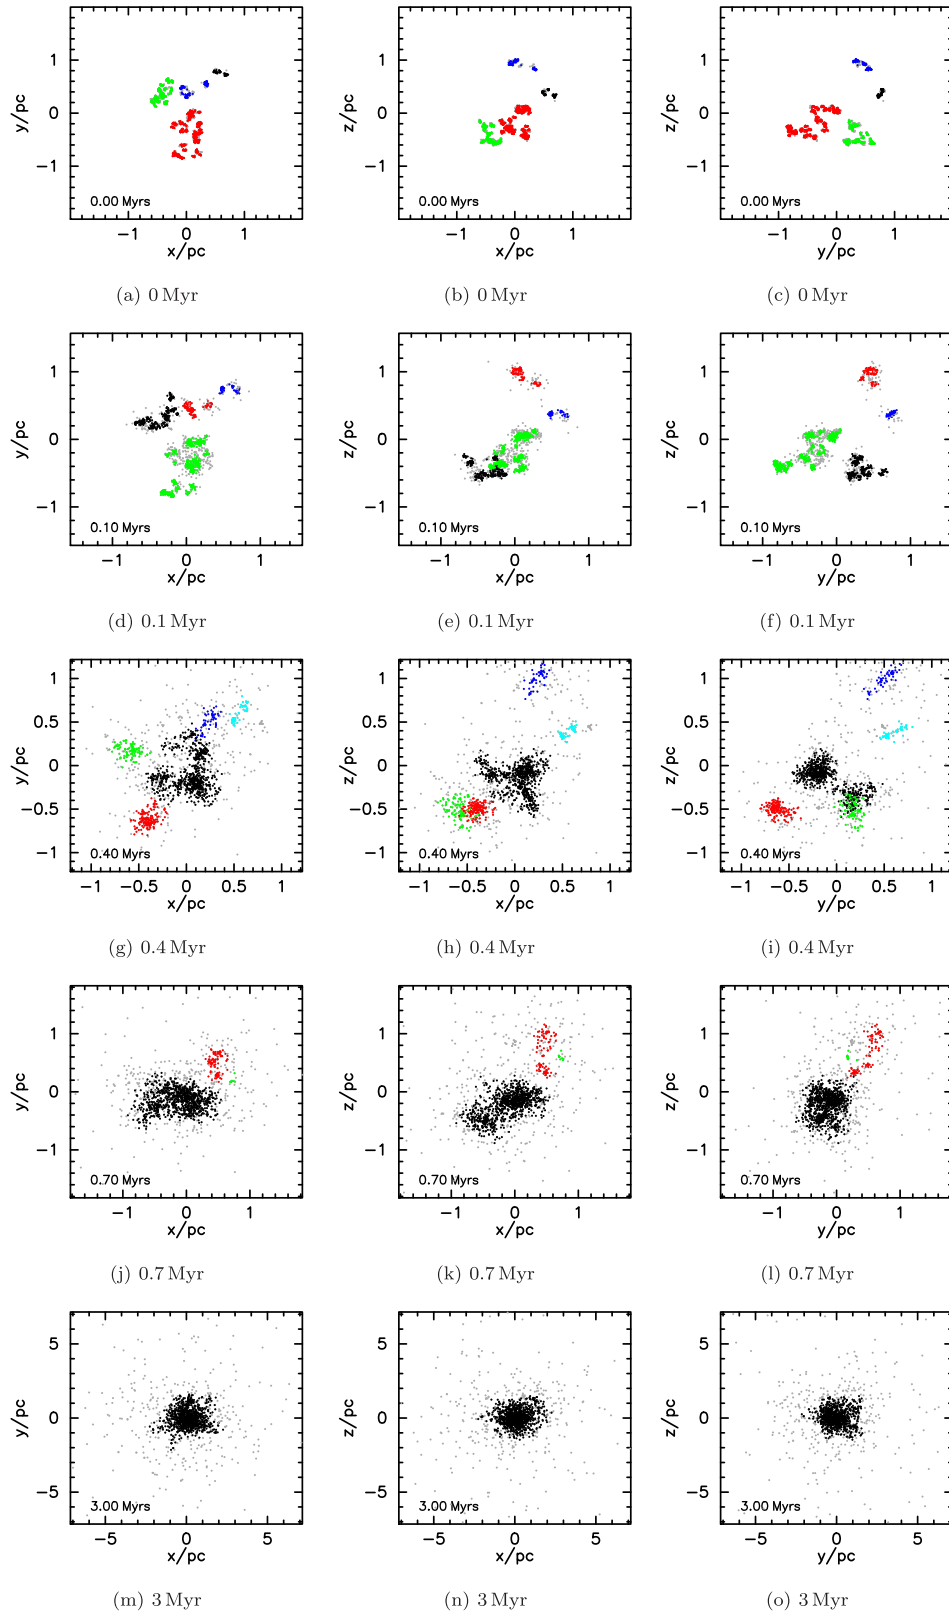 1
0
−1
y/pc
0.00 Myrs
−1 0 1
x/pc
(a) 0 Myr
1
0
−1
z/pc
0.00 Myrs
−1 0 1
x/pc
(b) 0 Myr
1
0
−1
z/pc
0.00 Myrs
−1 0 1
y/pc
(c) 0 Myr
1
0
−1
y/pc
0.10 Myrs
−1 0 1
x/pc
(d) 0.1 Myr
1
0
−1
z/pc
0.10 Myrs
−1 0 1
x/pc
(e) 0.1 Myr
1
0
−1
z/pc
0.10 Myrs
−1 0 1
y/pc
(f) 0.1 Myr
1
0.5
0
−0.5
−1
y/pc
0.40 Myrs
−1 −0.5 0 0.5 1
x/pc
(g) 0.4 Myr
1
0.5
0
−0.5
−1
z/pc
0.40 Myrs
−1 −0.5 0 0.5 1
x/pc
(h) 0.4 Myr
1
0.5
0
−0.5
−1
z/pc
0.40 Myrs
−1 −0.5 0 0.5 1
y/pc
(i) 0.4 Myr
1
0
−1
y/pc
0.70 Myrs
−1 0 1
x/pc
(j) 0.7 Myr
1
0
−1
z/pc
0.70 Myrs
−1 0 1
x/pc
(k) 0.7 Myr
1
0
−1
z/pc
0.70 Myrs
−1 0 1
y/pc
(l) 0.7 Myr
5
0
−5
y/pc
3.00 Myrs
−5 0 5
x/pc
(m) 3 Myr
5
0
−5
z/pc
3.00 Myrs
−5 0 5
x/pc
(n) 3 Myr
5
0
−5
z/pc
3.00 Myrs
−5 0 5
y/pc
(o) 3 Myr